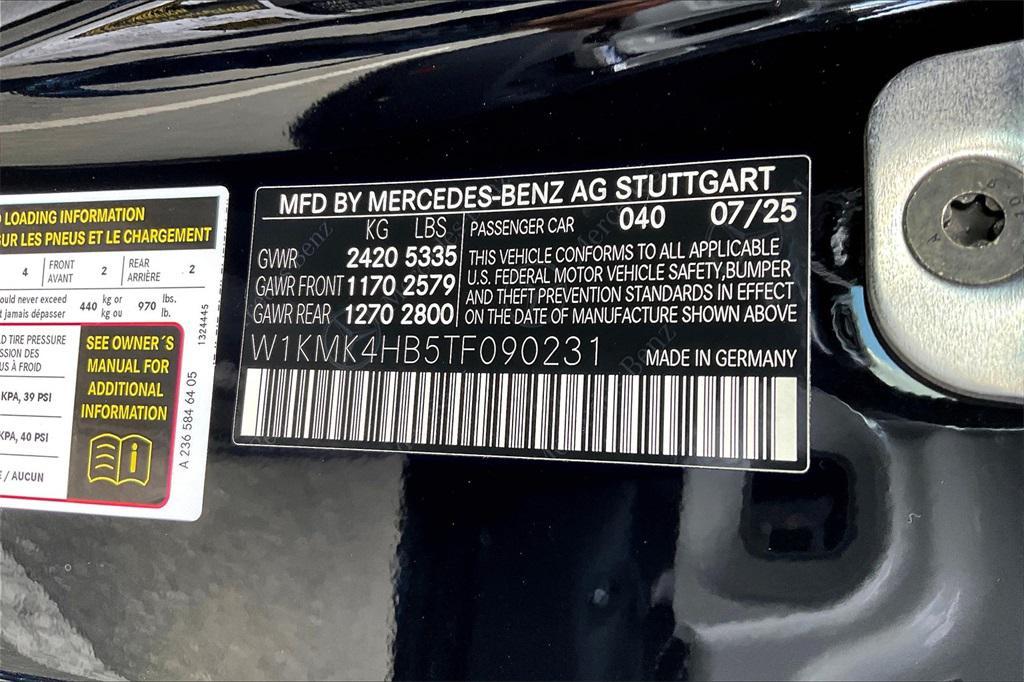 LOADING INFORMATION
SUR LES PNEUS ET LE CHARGEMENT
4 FRONT AVANT 2 REAR ARRIÈRE 2
should never exceed 440 kg or 970 lbs.
jamais dépasser kg ou lb.
TIRE PRESSURE
À FROID
KPA, 39 PSI
KPA, 40 PSI
/ AUCUN
SEE OWNER´S
MANUAL FOR
ADDITIONAL
INFORMATION
i
1324445
A 236 584 64 05
MFD BY MERCEDES-BENZ AG STUTTGART
KG LBS PASSENGER CAR 040 07/25
GVWR 2420 5335
GAWR FRONT 1170 2579
GAWR REAR 1270 2800
THIS VEHICLE CONFORMS TO ALL APPLICABLE
U.S. FEDERAL MOTOR VEHICLE SAFETY,BUMPER
AND THEFT PREVENTION STANDARDS IN EFFECT
ON THE DATE OF MANUFACTURE SHOWN ABOVE
W1KMK4HB5TF090231 MADE IN GERMANY